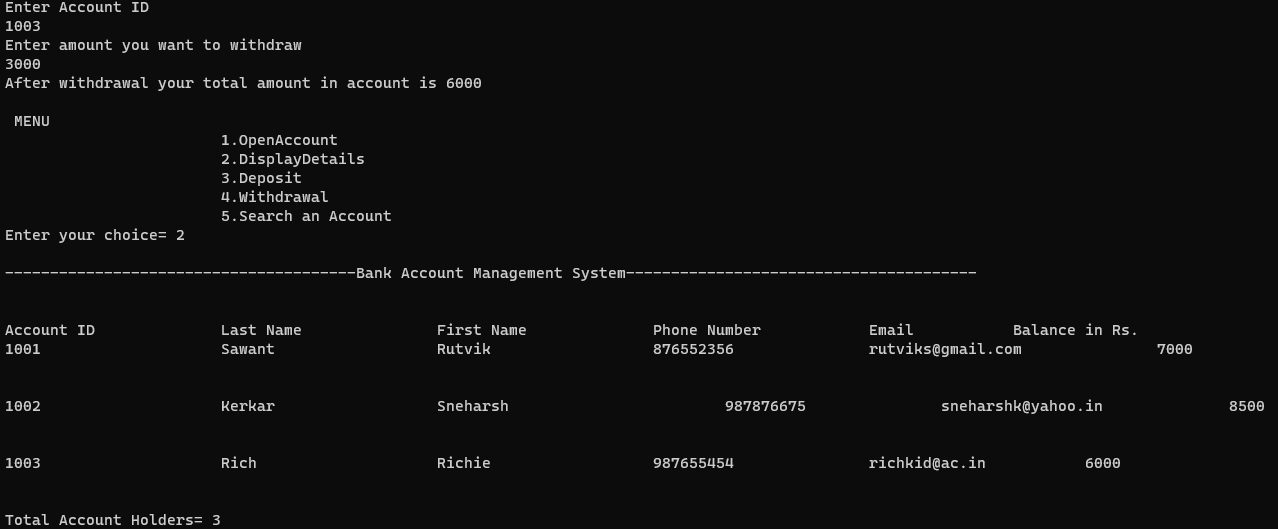 Enter Account ID
1003
Enter amount you want to withdraw
3000
After withdrawal your total amount in account is 6000
MENU
1.OpenAccount
2.DisplayDetails
3.Deposit
4.Withdrawal
5.Search an Account
Enter your choice= 2
---------------------------------------Bank Account Management System---------------------------------------
Account ID Last Name First Name Phone Number Email Balance in Rs.
1001 Sawant Rutvik 876552356 rutviks@gmail.com 7000
1002 Kerkar Sneharsh 987876675 sneharshk@yahoo.in 8500
1003 Rich Richie 987655454 richkid@ac.in 6000
Total Account Holders= 3